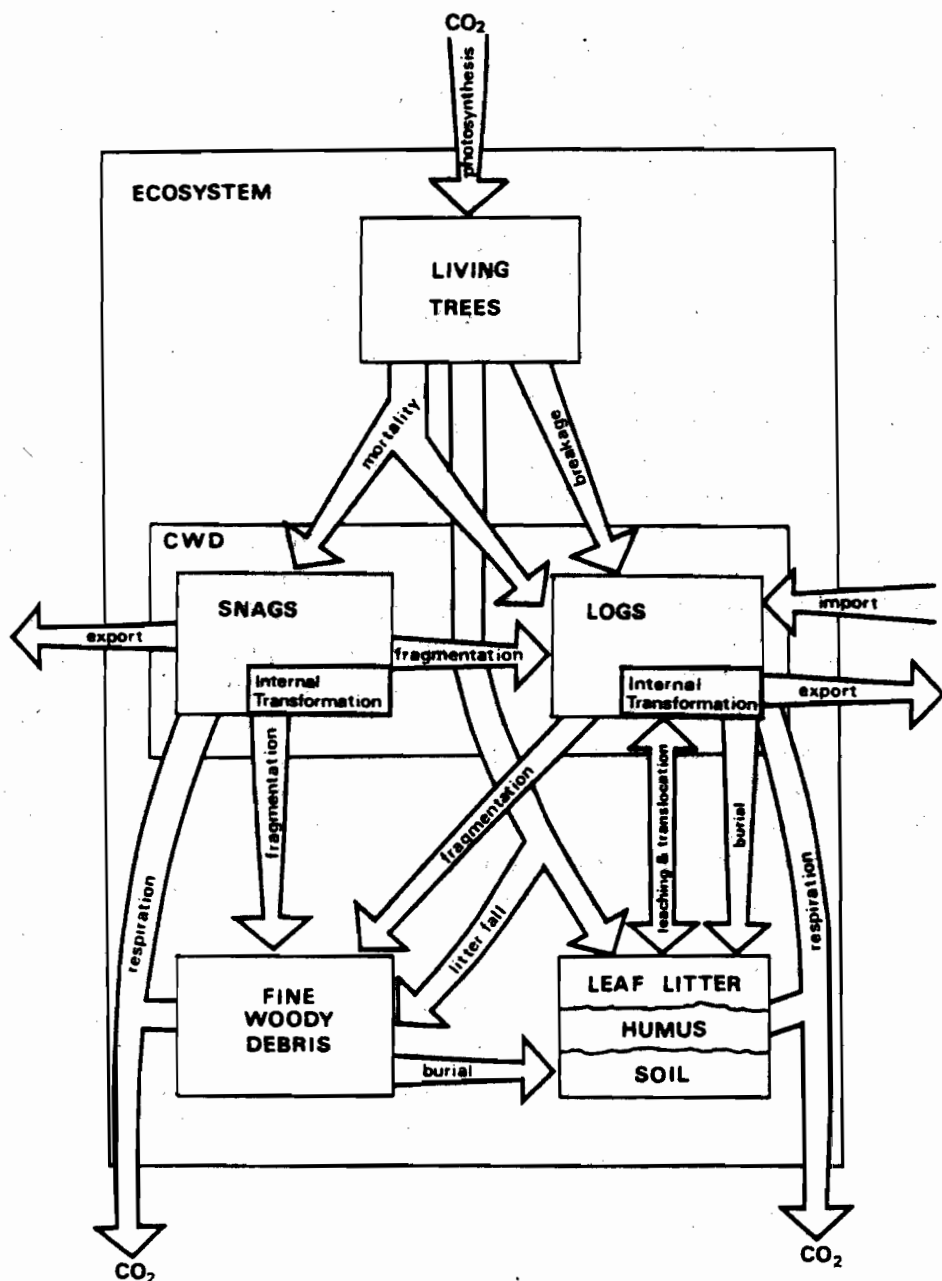 CO₂
photosynthesis
ECOSYSTEM
LIVING
TREES
mortality
breakage
CWD
SNAGS
LOGS
import
export
fragmentation
Internal
Transformation
Internal
Transformation
export
fragmentation
fragmentation
leaching & translocation
burial
respiration
respiration
litter fall
FINE
WOODY
DEBRIS
LEAF LITTER
HUMUS
SOIL
burial
CO₂
CO₂